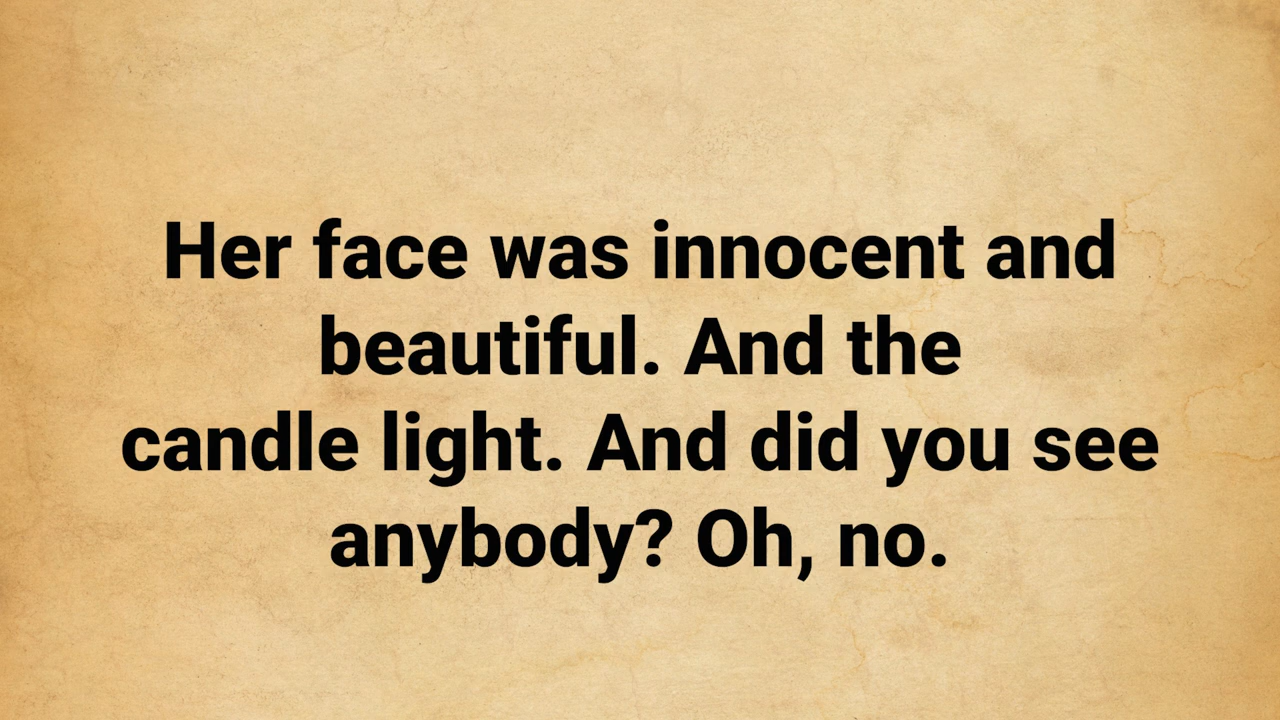 Her face was innocent and
beautiful. And the
candle light. And did you see
anybody? Oh, no.